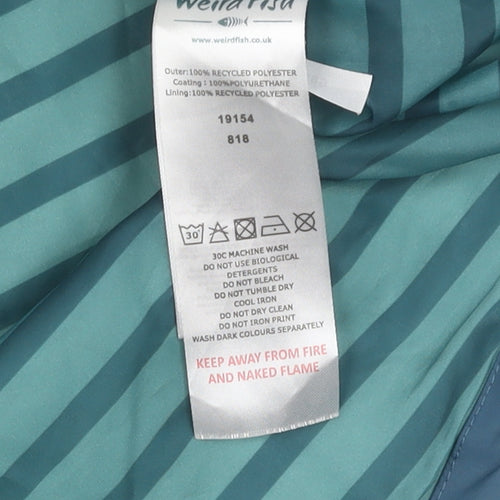 Weird Fish
www.weirdfish.co.uk
Outer:100% RECYCLED POLYESTER
Coating : 100%POLYURETHANE
Lining:100% RECYCLED POLYESTER
19154
818
30°
30C MACHINE WASH
DO NOT USE BIOLOGICAL
DETERGENTS
DO NOT BLEACH
DO NOT TUMBLE DRY
COOL IRON
DO NOT DRY CLEAN
DO NOT IRON PRINT
WASH DARK COLOURS SEPARATELY
KEEP AWAY FROM FIRE
AND NAKED FLAME